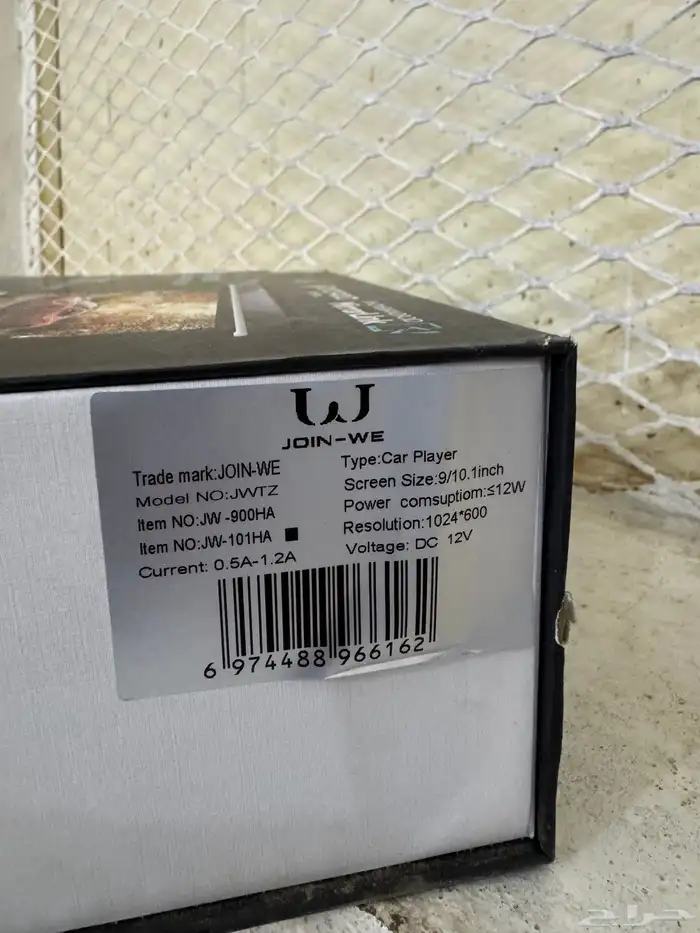 JOIN-WE
Trade mark:JOIN-WE
Model NO:JWTZ
Item NO:JW -900HA
Item NO:JW-101HA
Current: 0.5A-1.2A
Type:Car Player
Screen Size:9/10.1inch
Power comsuptiom:≤12W
Resolution:1024*600
Voltage: DC 12V
6 974488 966162
حراج